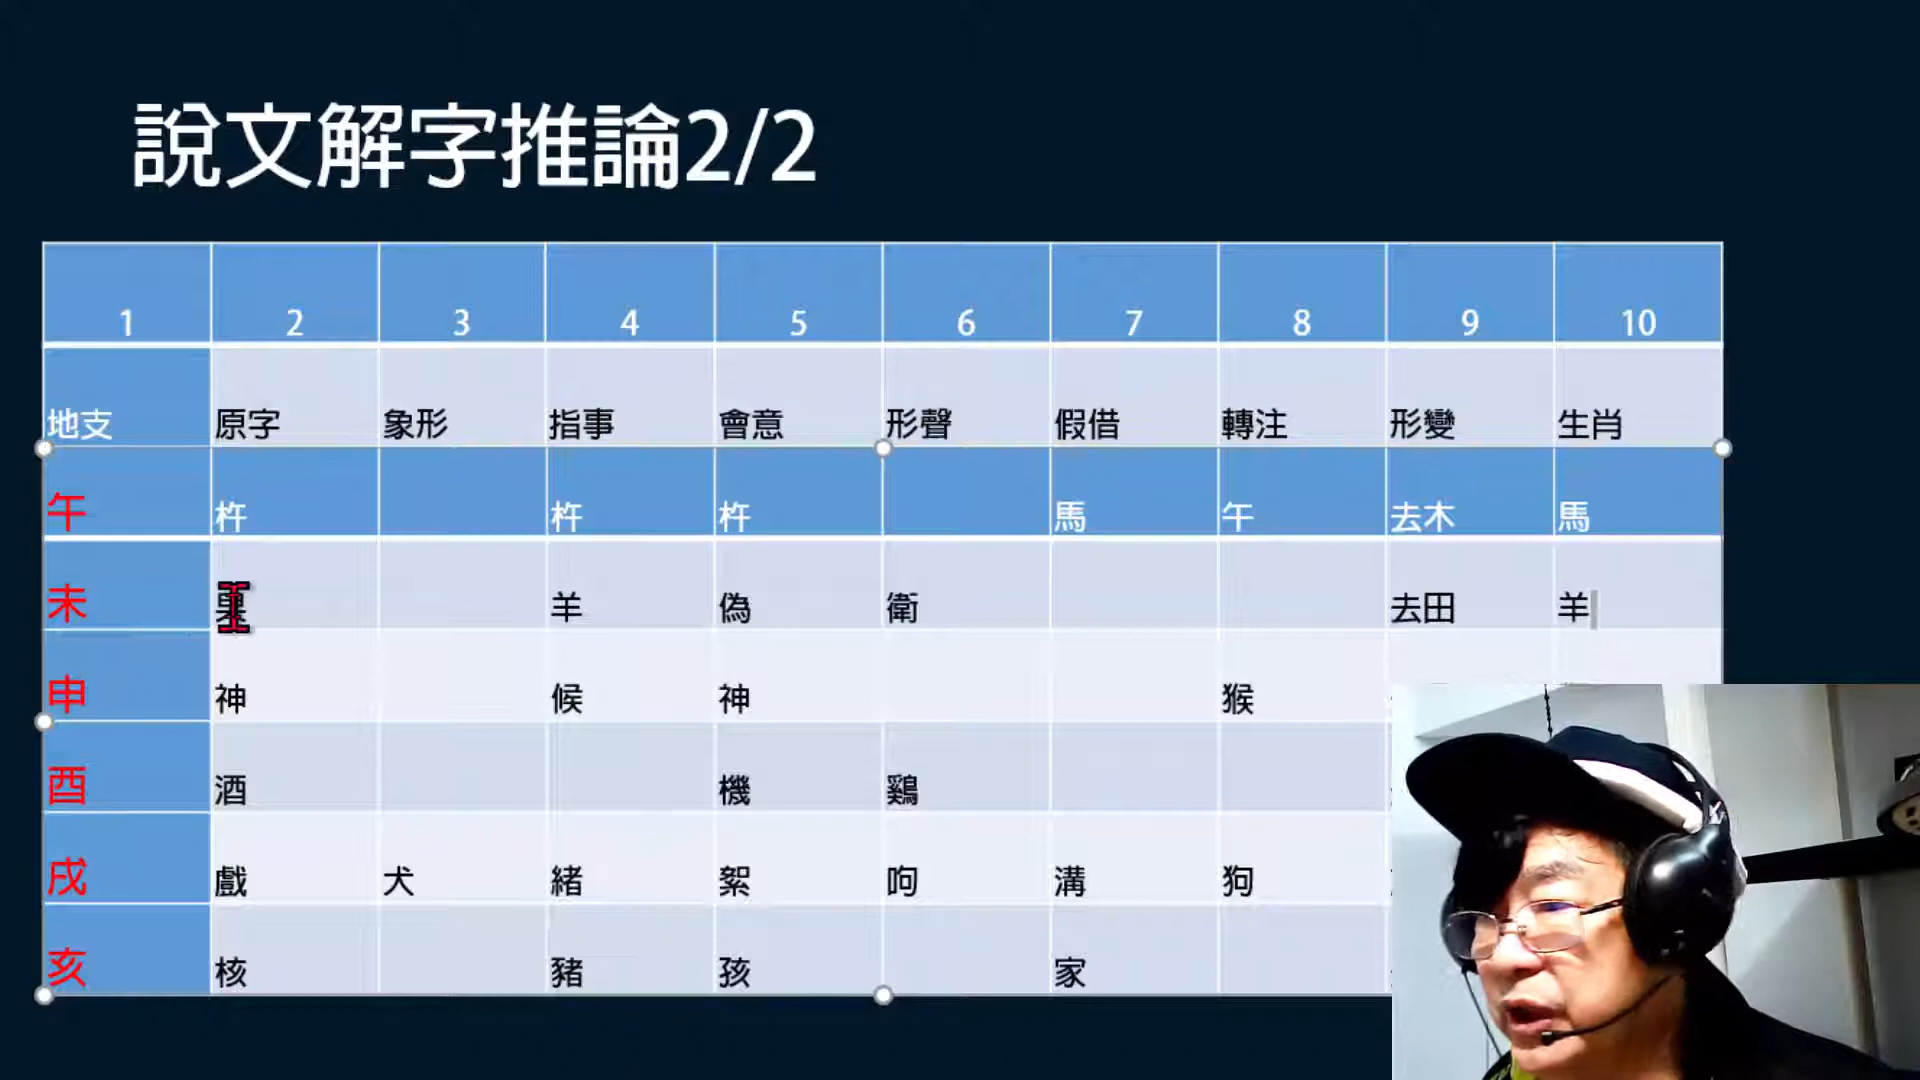 說文解字推論2/2
1 2 3 4 5 6 7 8 9 10
地支 原字 象形 指事 會意 形聲 假借 轉注 形變 生肖
午 杵 杵 杵 馬 午 去木 馬
未 羊 偽 衛 去田 羊
申 神 候 神 猴
酉 酒 機 鷄
戌 戲 犬 緒 絮 呴 溝 狗
亥 核 豬 孩 家